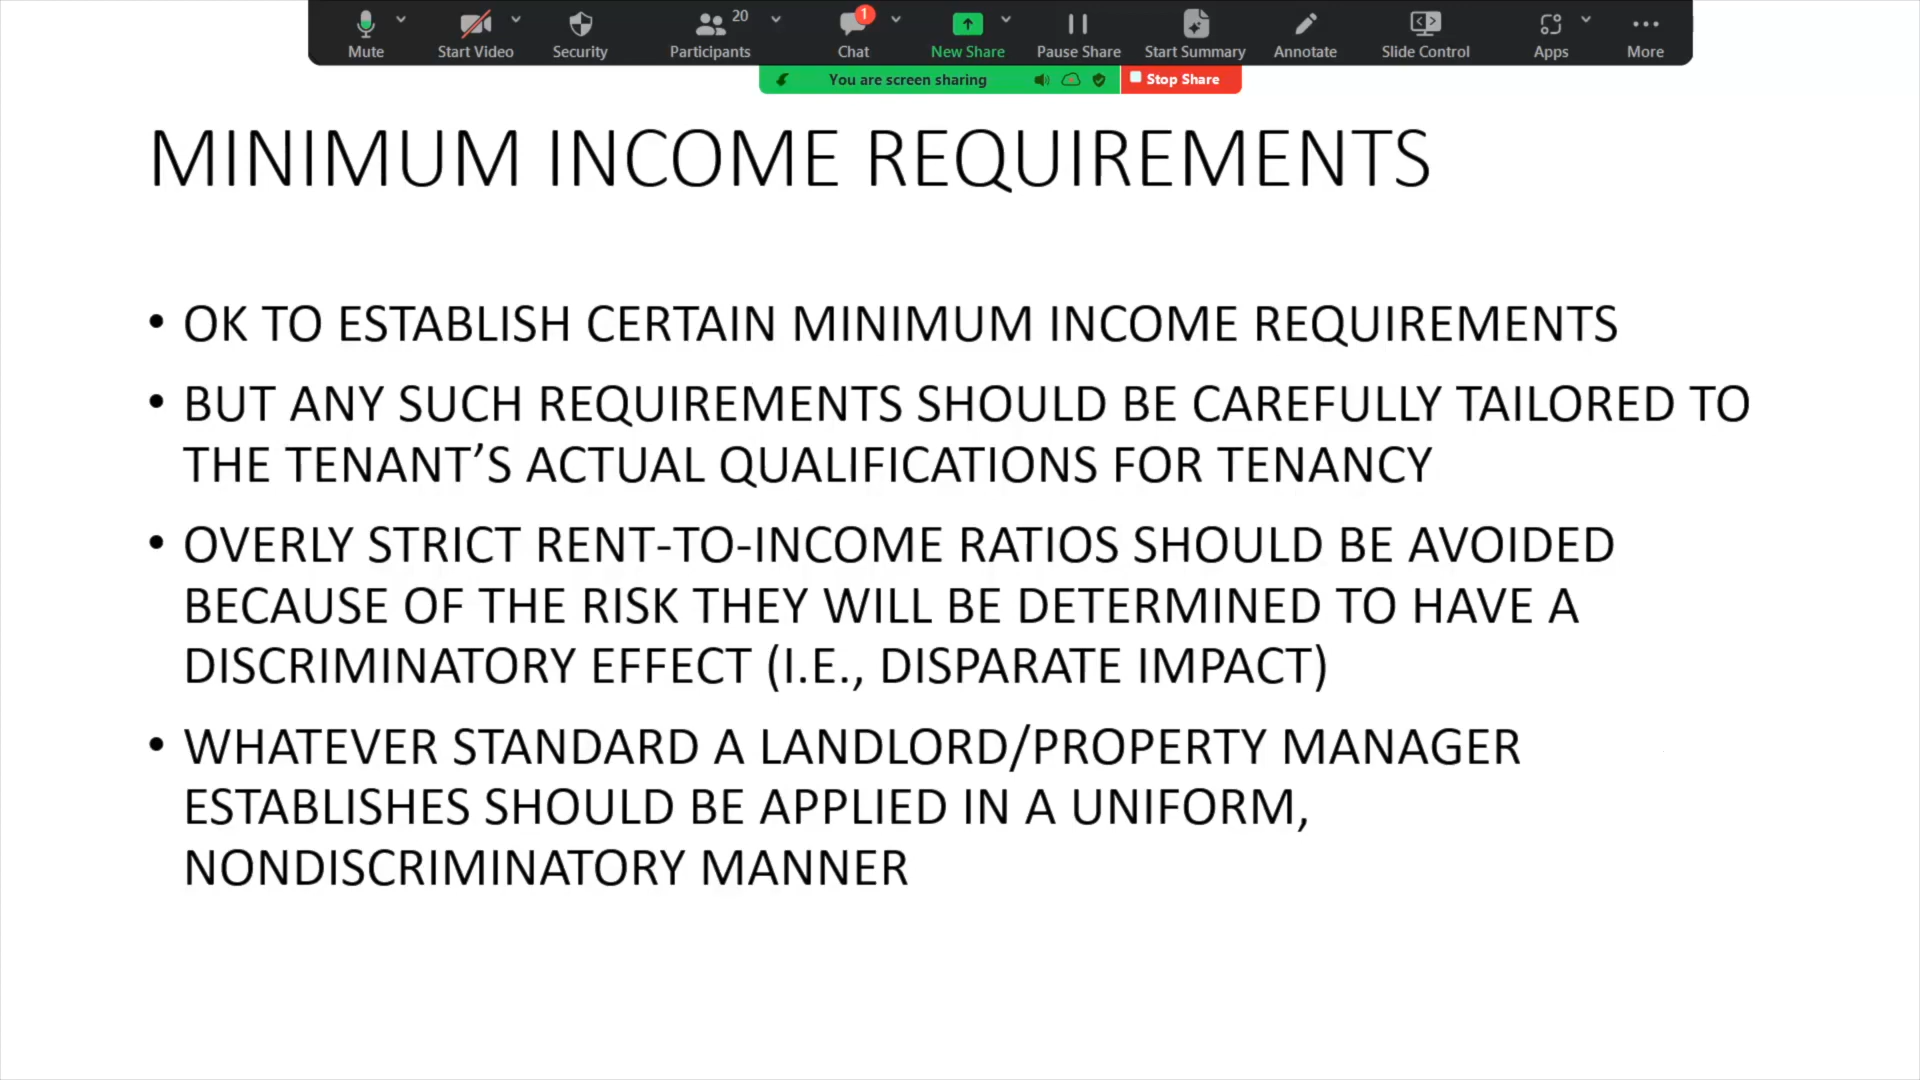 20
1
Mute Start Video Security Participants Chat New Share Pause Share Start Summary Annotate Slide Control Apps More
You are screen sharing Stop Share
MINIMUM INCOME REQUIREMENTS
• OK TO ESTABLISH CERTAIN MINIMUM INCOME REQUIREMENTS
• BUT ANY SUCH REQUIREMENTS SHOULD BE CAREFULLY TAILORED TO
THE TENANT’S ACTUAL QUALIFICATIONS FOR TENANCY
• OVERLY STRICT RENT-TO-INCOME RATIOS SHOULD BE AVOIDED
BECAUSE OF THE RISK THEY WILL BE DETERMINED TO HAVE A
DISCRIMINATORY EFFECT (I.E., DISPARATE IMPACT)
• WHATEVER STANDARD A LANDLORD/PROPERTY MANAGER
ESTABLISHES SHOULD BE APPLIED IN A UNIFORM,
NONDISCRIMINATORY MANNER